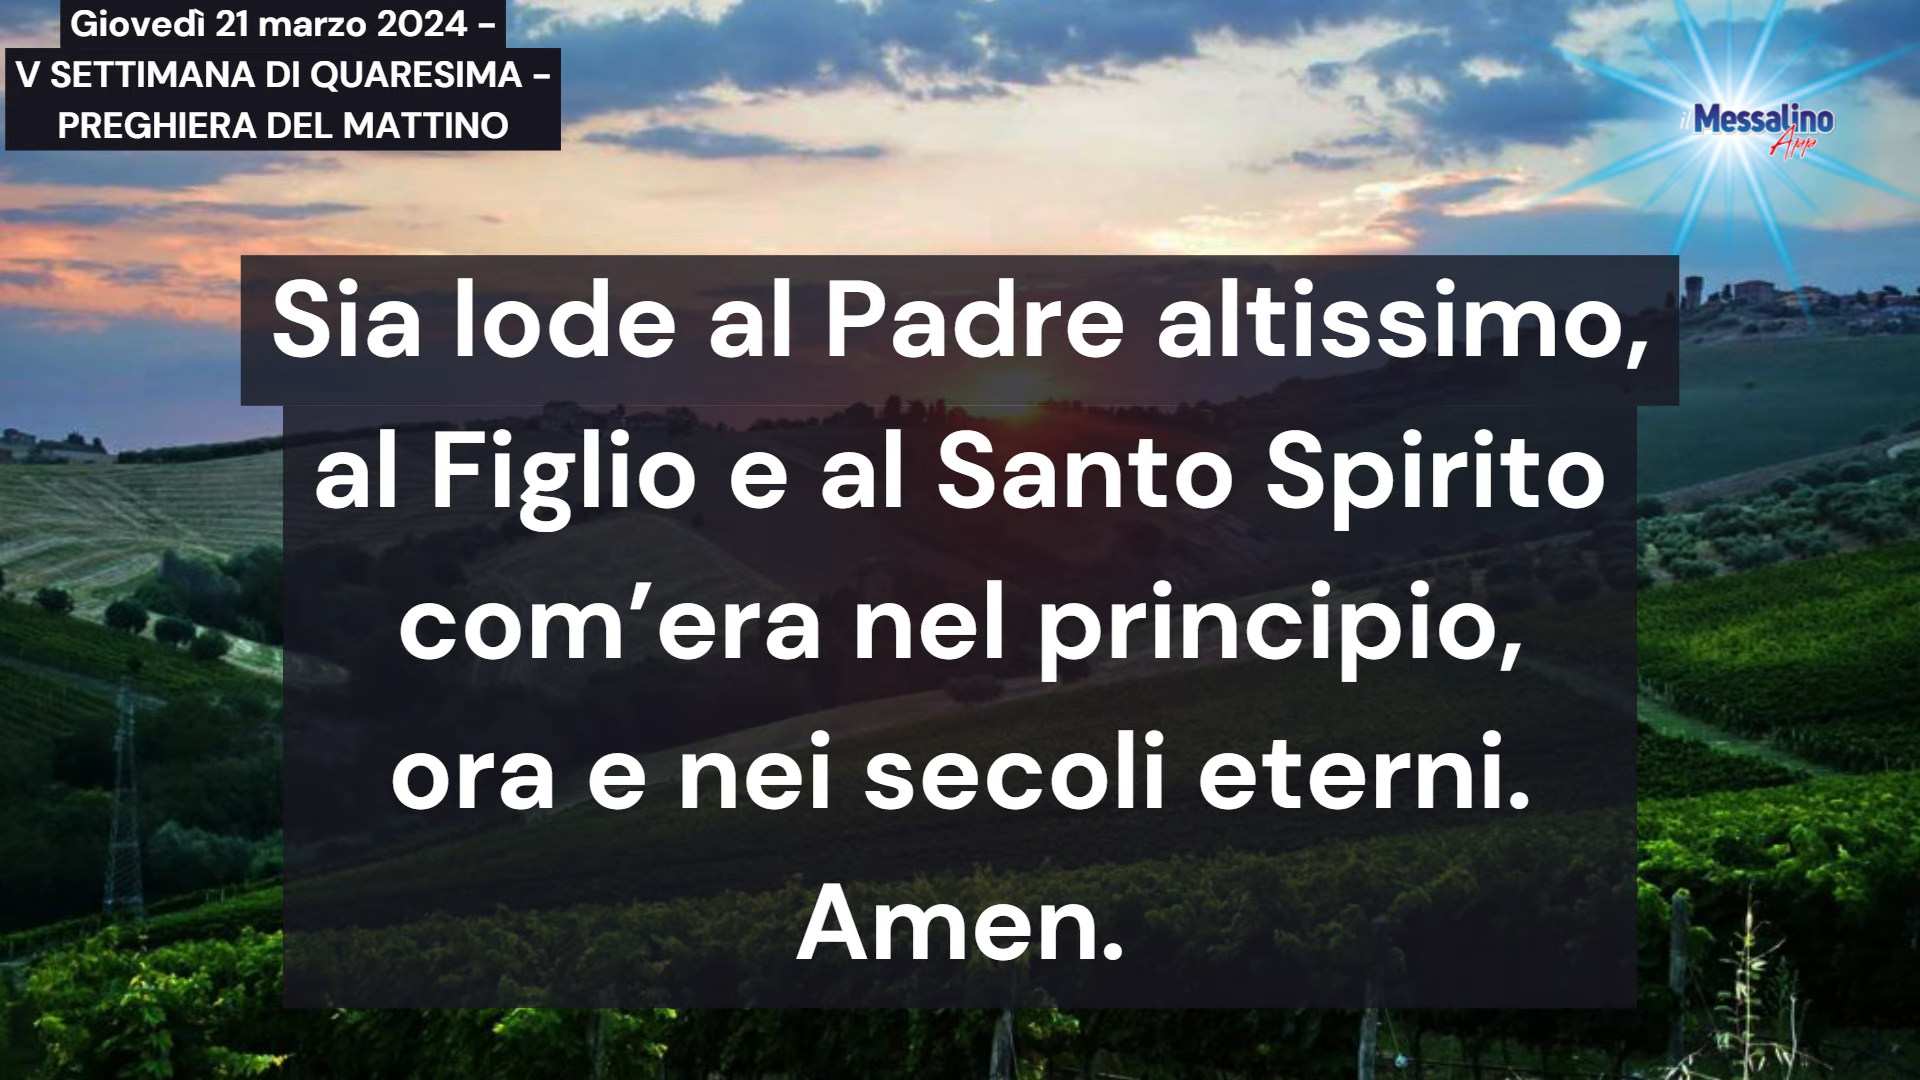 Giovedì 21 marzo 2024 –
V SETTIMANA DI QUARESIMA –
PREGHIERA DEL MATTINO
il Messalino
App
Sia lode al Padre altissimo,
al Figlio e al Santo Spirito
com’era nel principio,
ora e nei secoli eterni.
Amen.